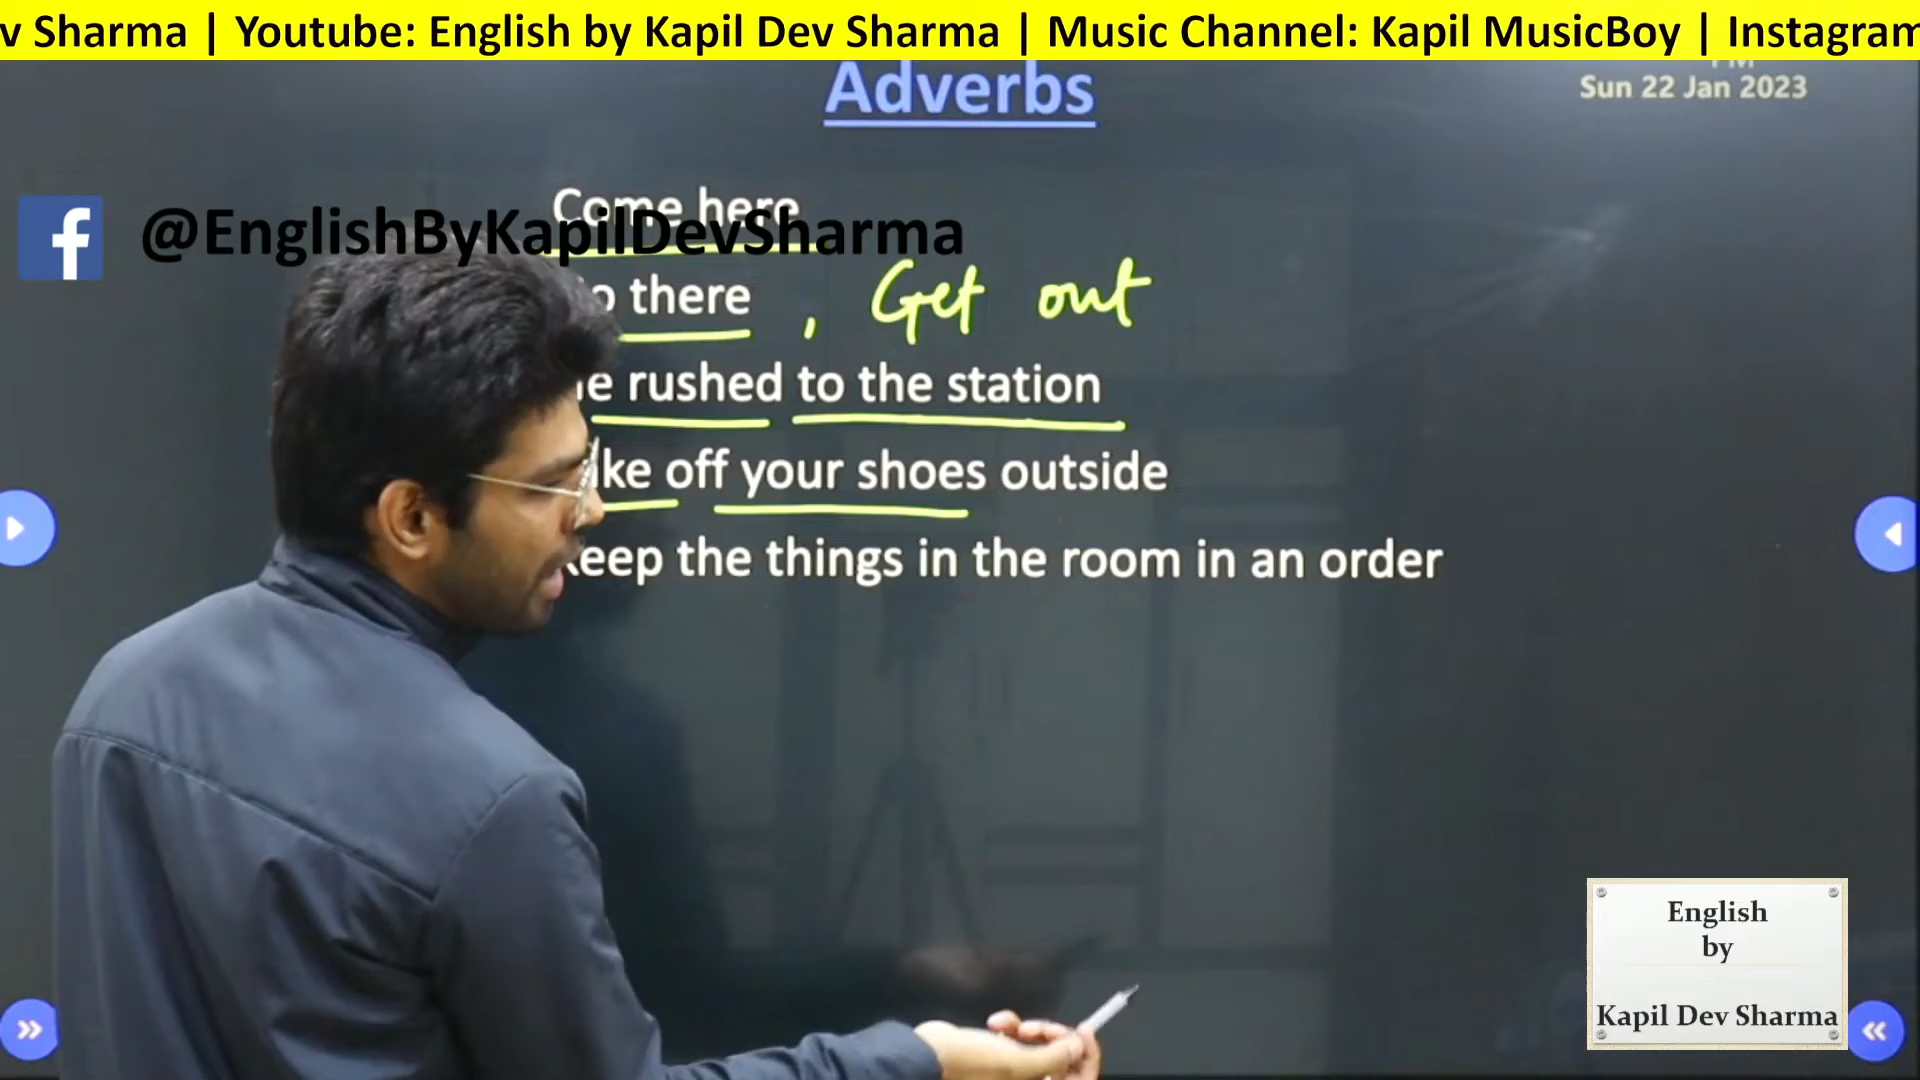 v Sharma | Youtube: English by Kapil Dev Sharma | Music Channel: Kapil MusicBoy | Instagram
Adverbs
Sun 22 Jan 2023
Come here
@EnglishByKapilDevSharma
there , Get out
rushed to the station
off your shoes outside
keep the things in the room in an order
English
by
Kapil Dev Sharma